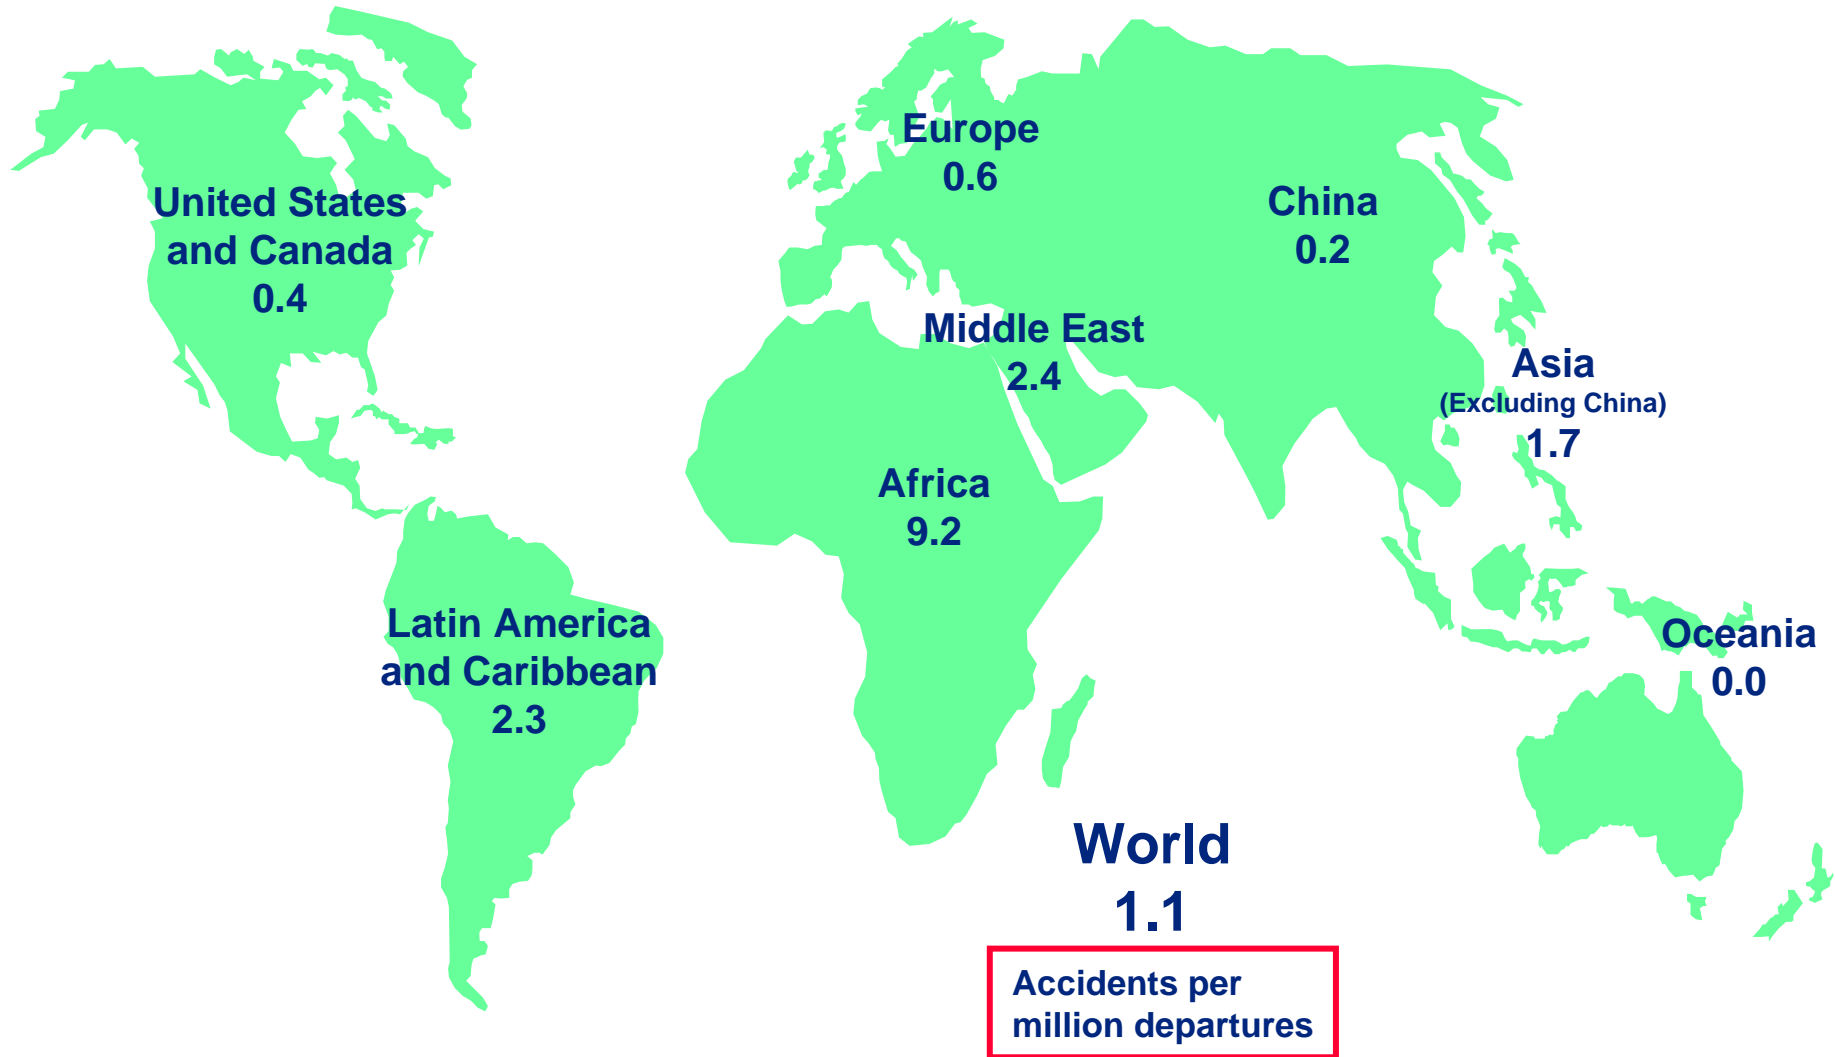 Europe
0.6
United States
and Canada
0.4
China
0.2
Middle East
2.4
Asia
(Excluding China)
1.7
Africa
9.2
Latin America
and Caribbean
2.3
Oceania
0.0
World
1.1
Accidents per
million departures